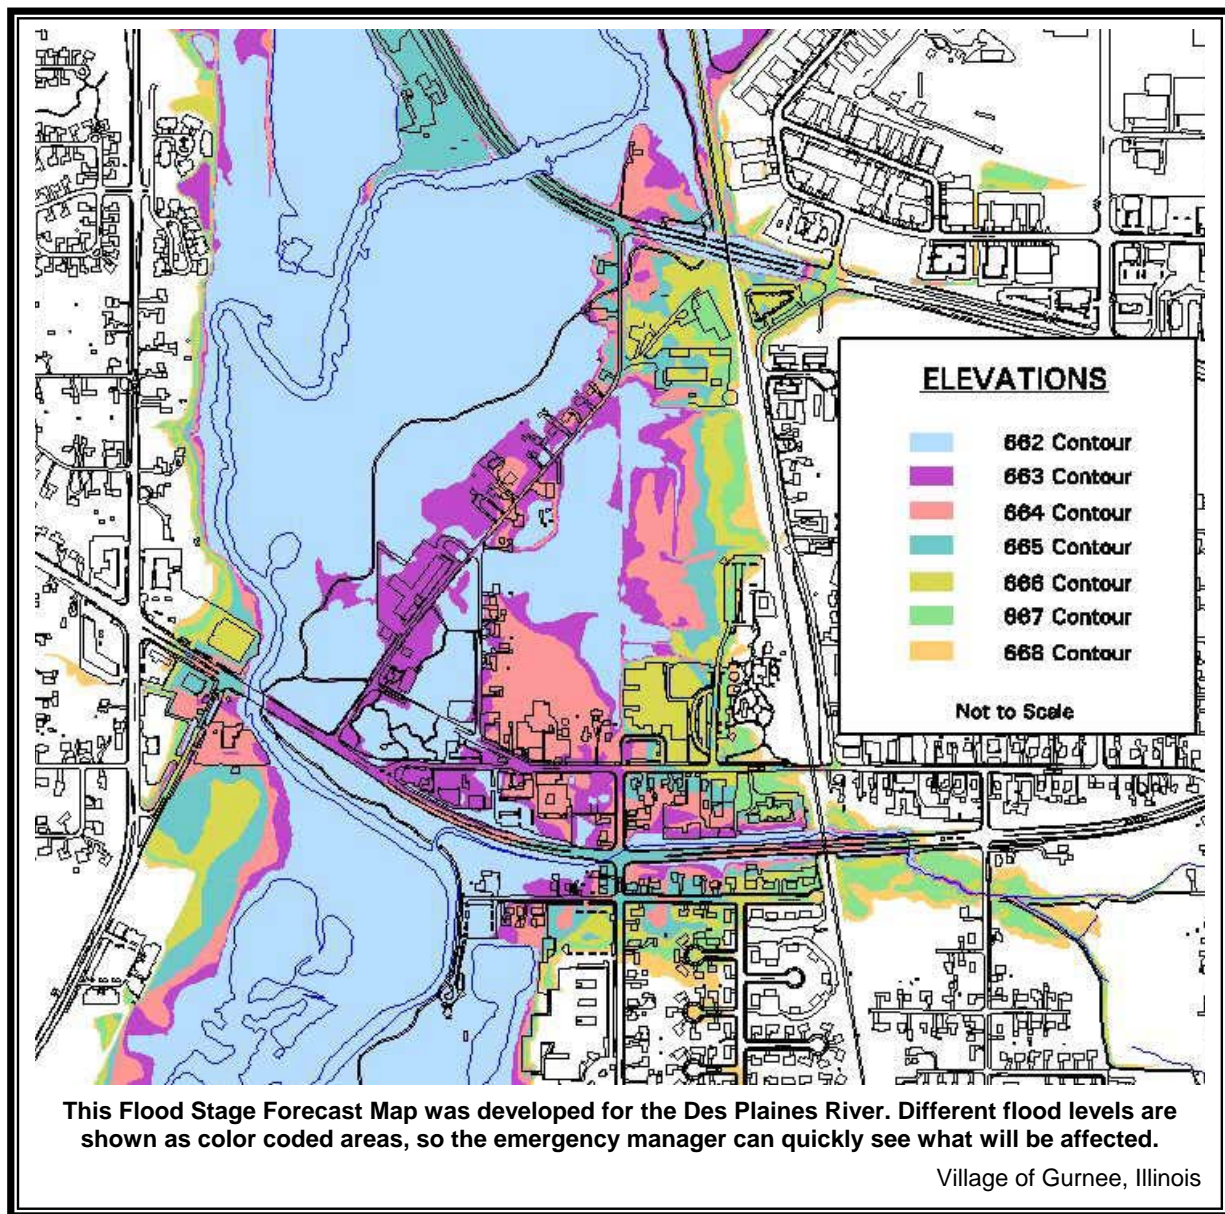 ELEVATIONS
662 Contour
663 Contour
664 Contour
665 Contour
666 Contour
667 Contour
668 Contour
Not to Scale
This Flood Stage Forecast Map was developed for the Des Plaines River. Different flood levels are
shown as color coded areas, so the emergency manager can quickly see what will be affected.
Village of Gurnee, Illinois